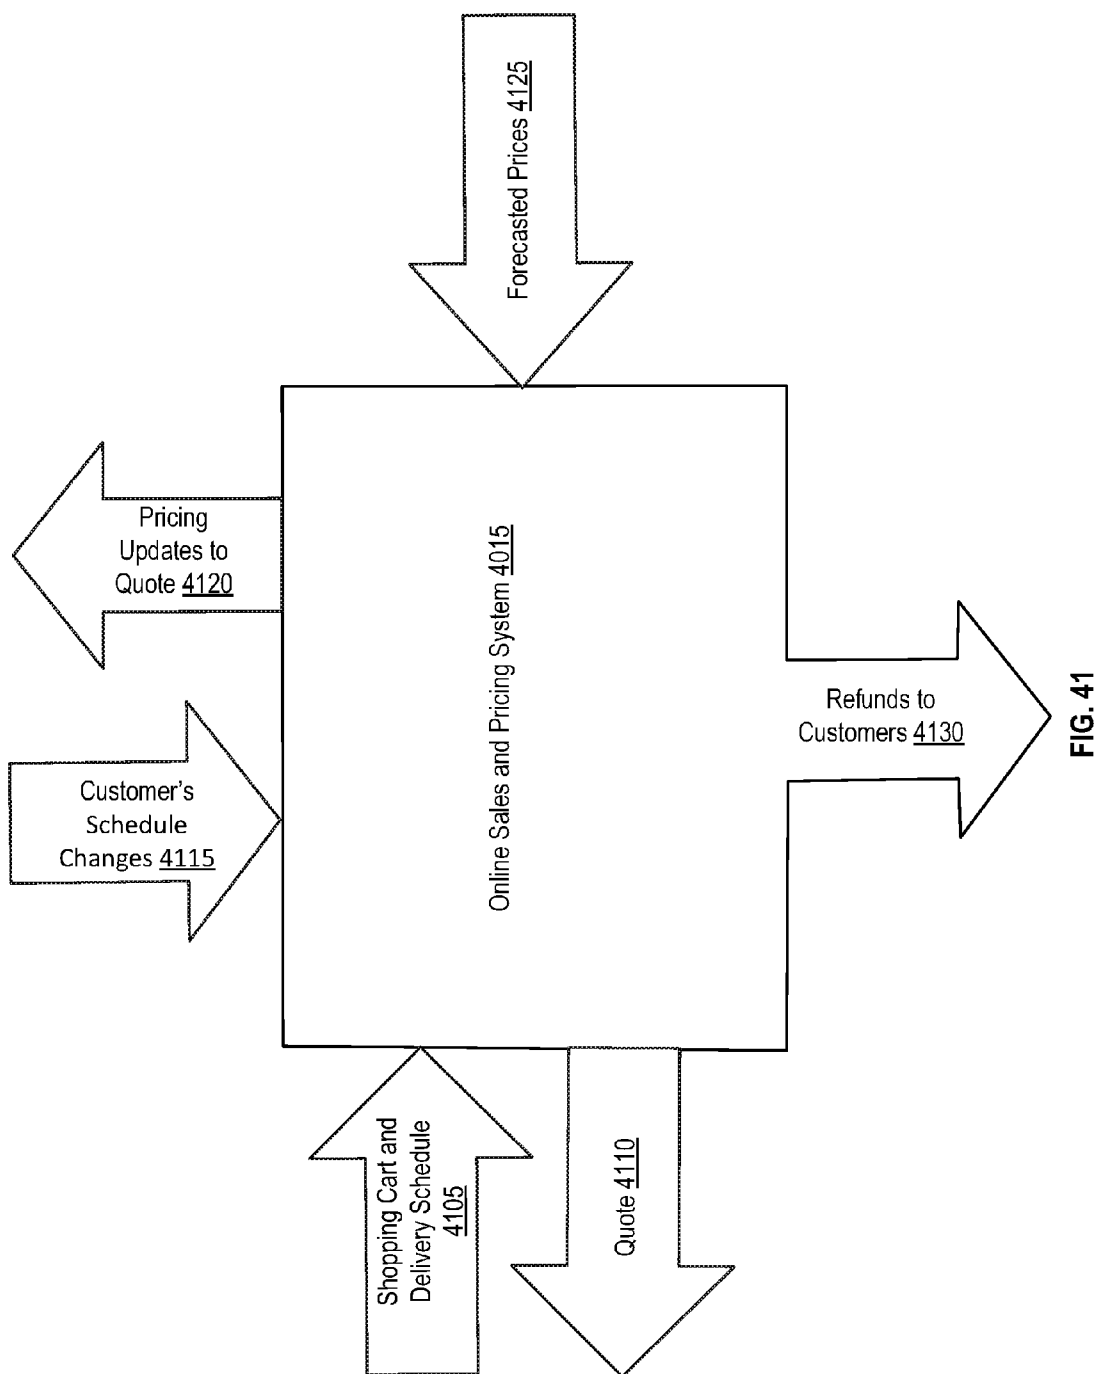 Forecasted Prices 4125
Pricing
Updates to
Quote 4120
Customer's
Schedule
Changes 4115
Online Sales and Pricing System 4015
Refunds to
Customers 4130
Shopping Cart and
Delivery Schedule
4105
Quote 4110
FIG. 41